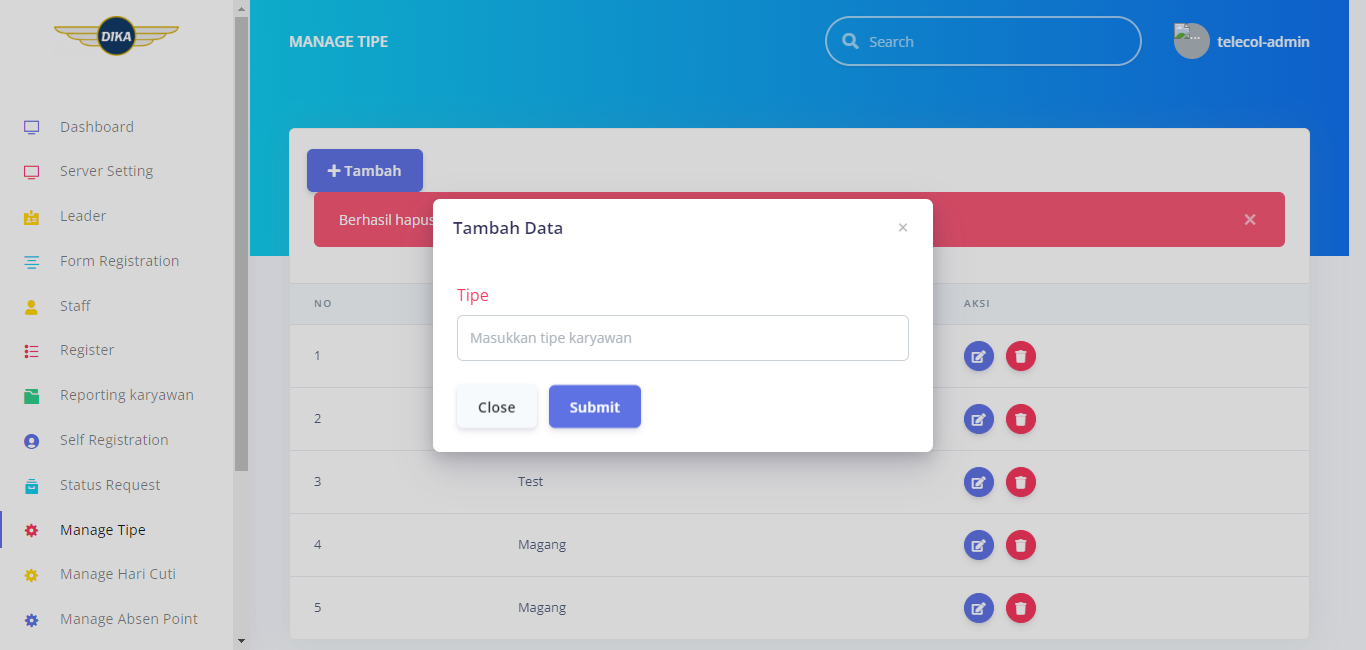 DIKA
Dashboard
Server Setting
Leader
Form Registration
Staff
Register
Reporting karyawan
Self Registration
Status Request
Manage Tipe
Manage Hari Cuti
Manage Absen Point
MANAGE TIPE
Search
...
telecol-admin
Tambah
Berhasil hapus
×
Tambah Data
×
Tipe
Masukkan tipe karyawan
Close
Submit
NO
AKSI
1
2
3
Test
4
Magang
5
Magang